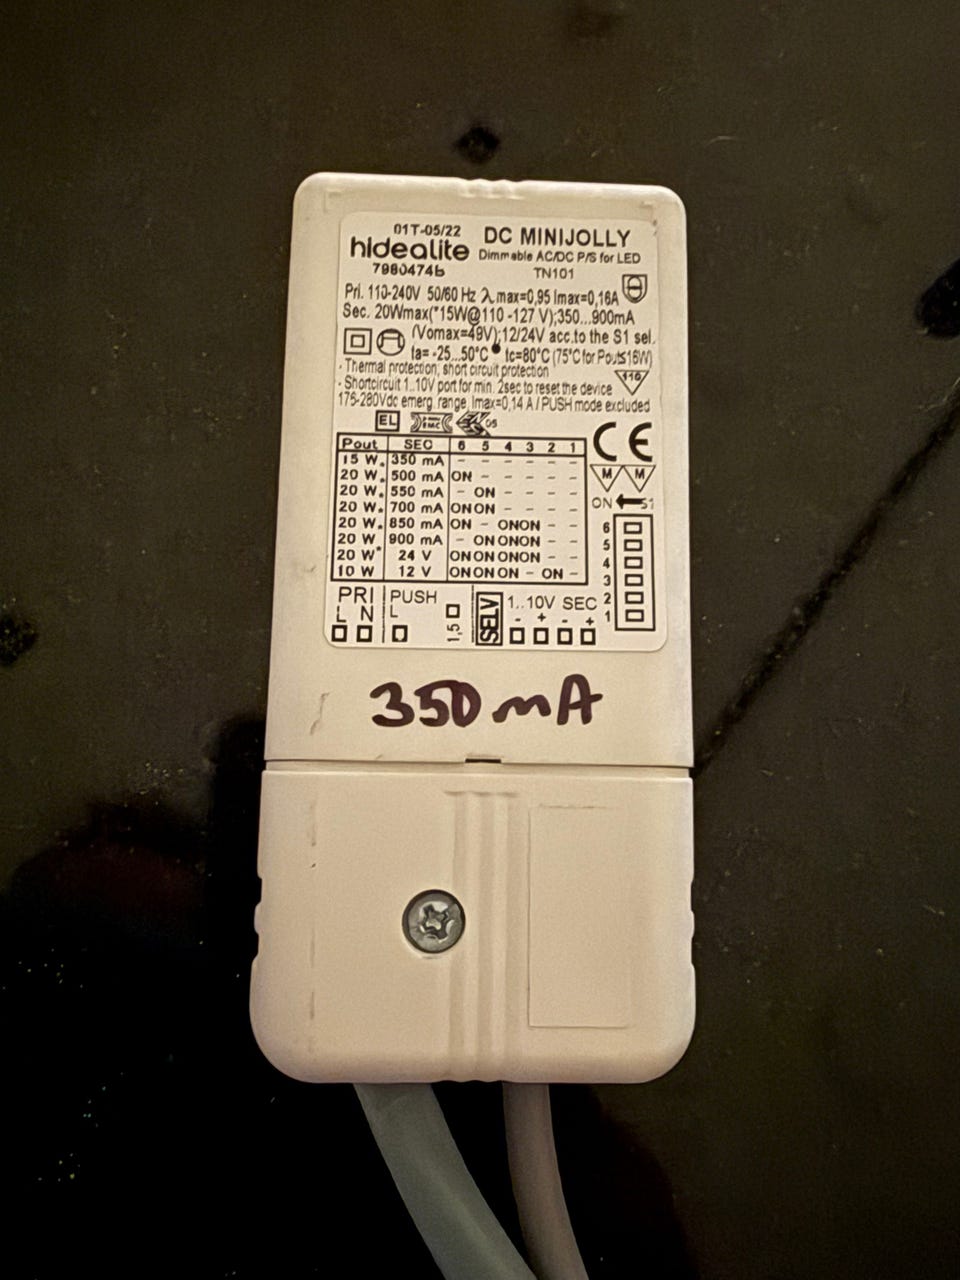 01T-05/22
hidealite DC MINIJOLLY
Dimmable AC/DC P/S for LED
7980474b TN101
Pri. 110-240V 50/60 Hz λ max=0,95 Imax=0,16A
Sec. 20Wmax(*15W@110-127 V);350...900mA
(Vomax=49V);12/24V acc.to the S1 sel.
ta= -25...50°C • tc=80°C (75°C for Pout≤16W)
- Thermal protection, short circuit protection
110
- Shortcircuit 1..10V port for min. 2sec to reset the device
175-280Vdc emerg. range, Imax=0,14 A / PUSH mode excluded
EL EMC 05
CE
Pout SEC 6 5 4 3 2 1
15 W* 350 mA - - - - - -
20 W* 500 mA ON - - - - -
20 W* 550 mA - ON - - - -
20 W* 700 mA ON ON - - - -
20 W* 850 mA ON - ON ON - -
20 W* 900 mA - ON ON ON - -
20 W* 24 V ON ON ON ON - -
10 W 12 V ON ON ON - ON -
M M
ON S1
6
5
4
3
2
1
PRI PUSH 1..10V SEC
L N L 1,5 SELV - + - +
350 mA